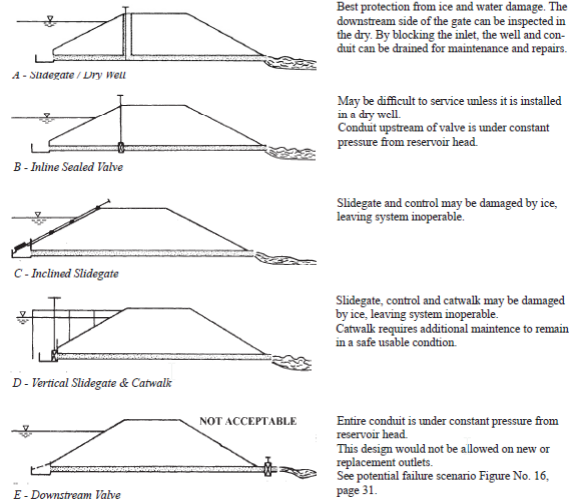 Best protection from ice and water damage. The
downstream side of the gate can be inspected
in the dry. By blocking the inlet, the well and con-
duit can be drained for maintenance and repairs.
A - Slidegate / Dry Well
May be difficult to service unless it is installed
in a dry well.
Conduit upstream of valve is under constant
pressure from reservoir head.
B - Inline Sealed Valve
Slidegate and control may be damaged by ice,
leaving system inoperable.
C - Inclined Slidegate
Slidegate, control and catwalk may be damaged
by ice, leaving system inoperable.
Catwalk requires additional maintence to remain
in a safe usable condtion.
D - Vertical Slidegate & Catwalk
NOT ACCEPTABLE
Entire conduit is under constant pressure from
reservoir head.
This design would not be allowed on new or
replacement outlets.
See potential failure scenario Figure No. 16,
page 31.
E - Downstream Valve